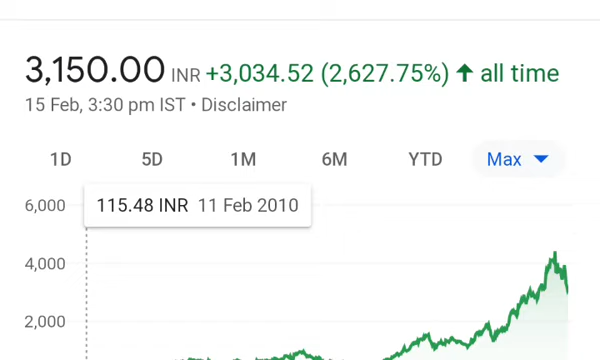 3,150.00 INR +3,034.52 (2,627.75%) ↑ all time
15 Feb, 3:30 pm IST • Disclaimer
1D 5D 1M 6M YTD Max
115.48 INR 11 Feb 2010
6,000
4,000
2,000